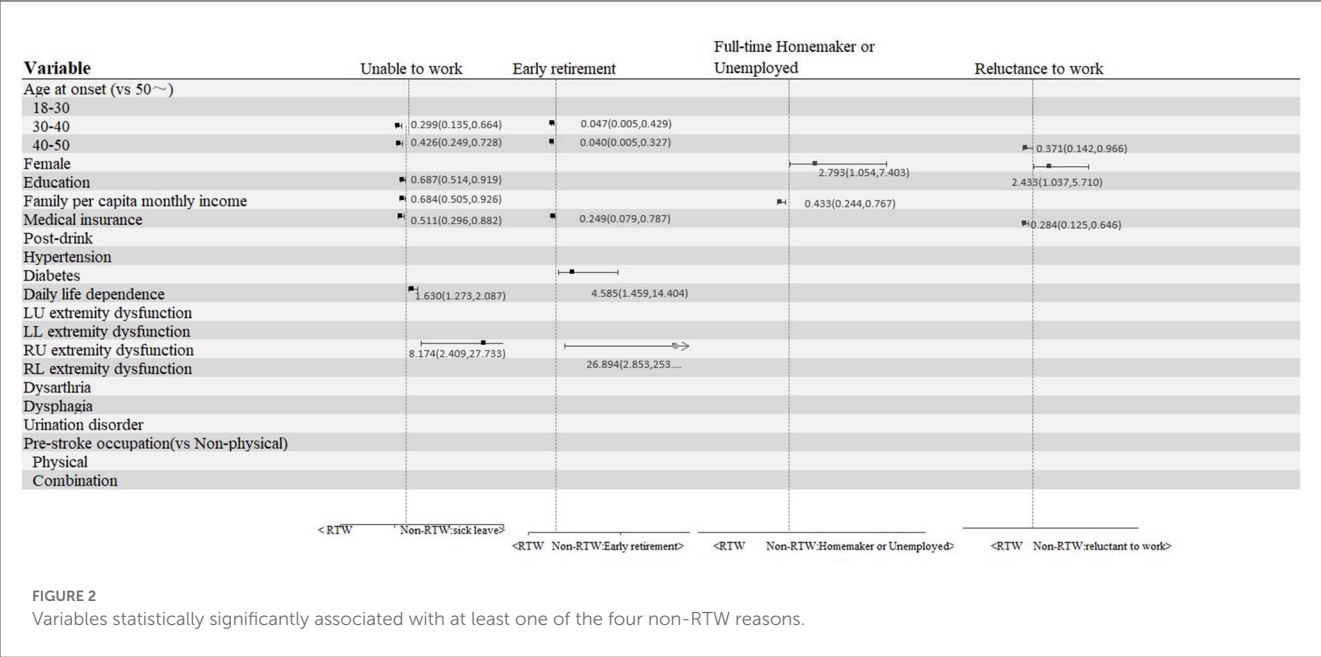 Full-time Homemaker or
Variable Unable to work Early retirement Unemployed Reluctance to work
Age at onset (vs 50～)
18-30
30-40 0.299(0.135,0.664) 0.047(0.005,0.429)
40-50 0.426(0.249,0.728) 0.040(0.005,0.327) 0.371(0.142,0.966)
Female 2.793(1.054,7.403)
Education 0.687(0.514,0.919) 2.433(1.037,5.710)
Family per capita monthly income 0.684(0.505,0.926) 0.433(0.244,0.767)
Medical insurance 0.511(0.296,0.882) 0.249(0.079,0.787) 0.284(0.125,0.646)
Post-drink
Hypertension
Diabetes
Daily life dependence 1.630(1.273,2.087) 4.585(1.459,14.404)
LU extremity dysfunction
LL extremity dysfunction
RU extremity dysfunction 8.174(2.409,27.733)
RL extremity dysfunction 26.894(2.853,253....
Dysarthria
Dysphagia
Urination disorder
Pre-stroke occupation(vs Non-physical)
Physical
Combination
<RTW Non-RTW:sick leave>
<RTW Non-RTW:Early retirement> <RTW Non-RTW:Homemaker or Unemployed> <RTW Non-RTW:reluctant to work>
FIGURE 2
Variables statistically significantly associated with at least one of the four non-RTW reasons.